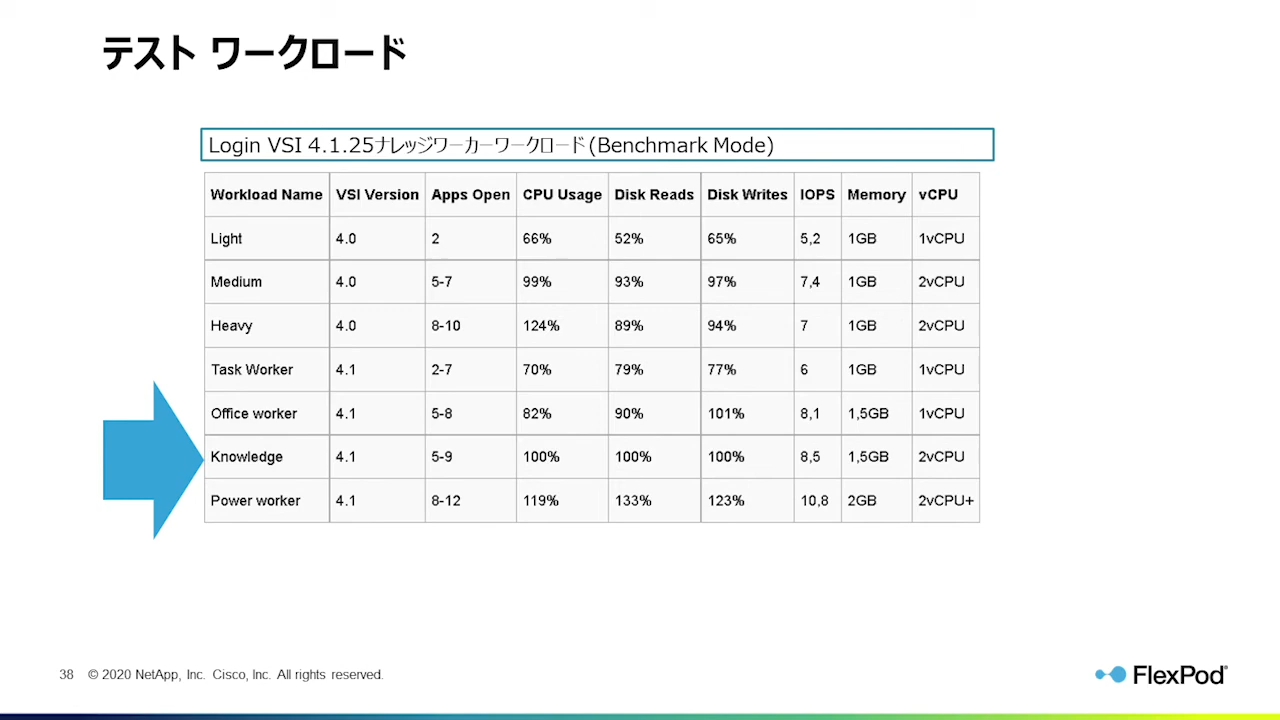 テスト ワークロード
Login VSI 4.1.25ナレッジワーカーワークロード(Benchmark Mode)
Workload Name VSI Version Apps Open CPU Usage Disk Reads Disk Writes IOPS Memory vCPU
Light 4.0 2 66% 52% 65% 5,2 1GB 1vCPU
Medium 4.0 5-7 99% 93% 97% 7,4 1GB 2vCPU
Heavy 4.0 8-10 124% 89% 94% 7 1GB 2vCPU
Task Worker 4.1 2-7 70% 79% 77% 6 1GB 1vCPU
Office worker 4.1 5-8 82% 90% 101% 8,1 1,5GB 1vCPU
Knowledge 4.1 5-9 100% 100% 100% 8,5 1,5GB 2vCPU
Power worker 4.1 8-12 119% 133% 123% 10,8 2GB 2vCPU+
38 © 2020 NetApp, Inc. Cisco, Inc. All rights reserved.
FlexPod